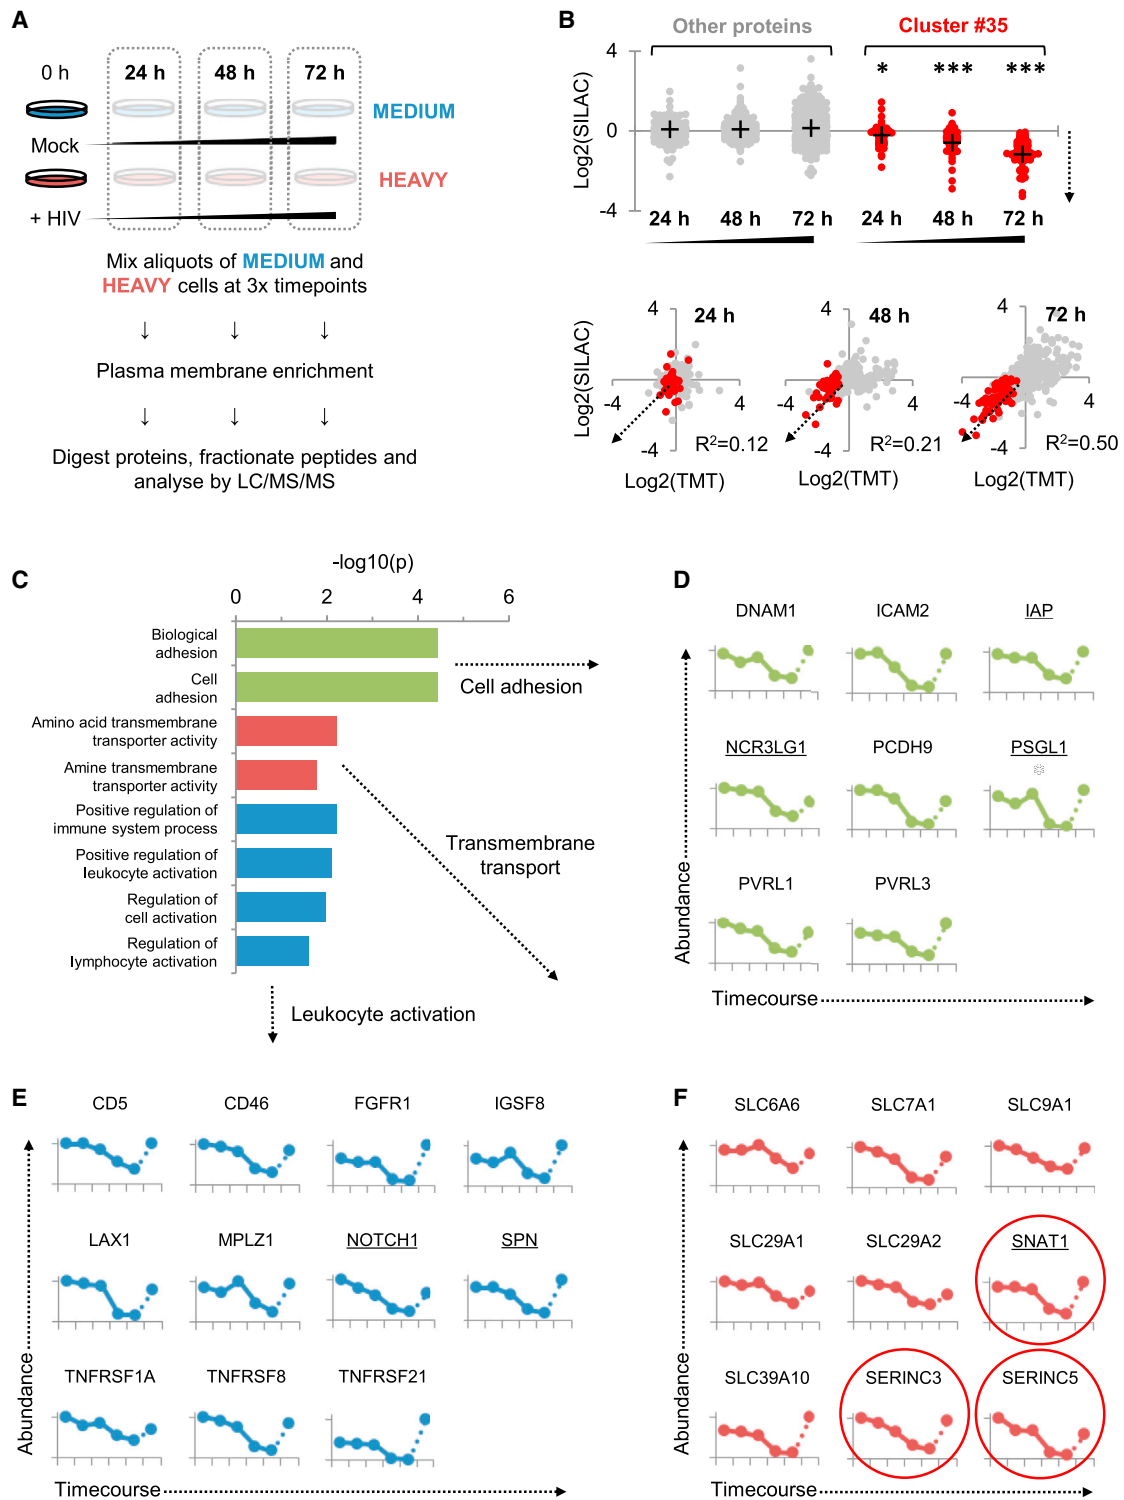 A
0 h
24 h
48 h
72 h
MEDIUM
Mock
HEAVY
+ HIV
Mix aliquots of MEDIUM and
HEAVY cells at 3x timepoints
↓ ↓ ↓
Plasma membrane enrichment
↓ ↓ ↓
Digest proteins, fractionate peptides and
analyse by LC/MS/MS
B
Other proteins
Cluster #35
4
0
-4
Log2(SILAC)
* *** ***
24 h 48 h 72 h 24 h 48 h 72 h
Log2(SILAC)
4
24 h
-4
4
-4
R²=0.12
Log2(TMT)
4
48 h
-4
4
-4
R²=0.21
Log2(TMT)
4
72 h
-4
4
-4
R²=0.50
Log2(TMT)
C
-log10(p)
0 2 4 6
Biological
adhesion
Cell
adhesion
Amino acid transmembrane
transporter activity
Amine transmembrane
transporter activity
Positive regulation of
immune system process
Positive regulation of
leukocyte activation
Regulation of
cell activation
Regulation of
lymphocyte activation
Cell adhesion
Transmembrane
transport
Leukocyte activation
D
DNAM1 ICAM2 IAP
NCR3LG1 PCDH9 PSGL1
PVRL1 PVRL3
Abundance
Timecourse
E
CD5 CD46 FGFR1 IGSF8
LAX1 MPLZ1 NOTCH1 SPN
TNFRSF1A TNFRSF8 TNFRSF21
Abundance
Timecourse
F
SLC6A6 SLC7A1 SLC9A1
SLC29A1 SLC29A2 SNAT1
SLC39A10 SERINC3 SERINC5
Abundance
Timecourse